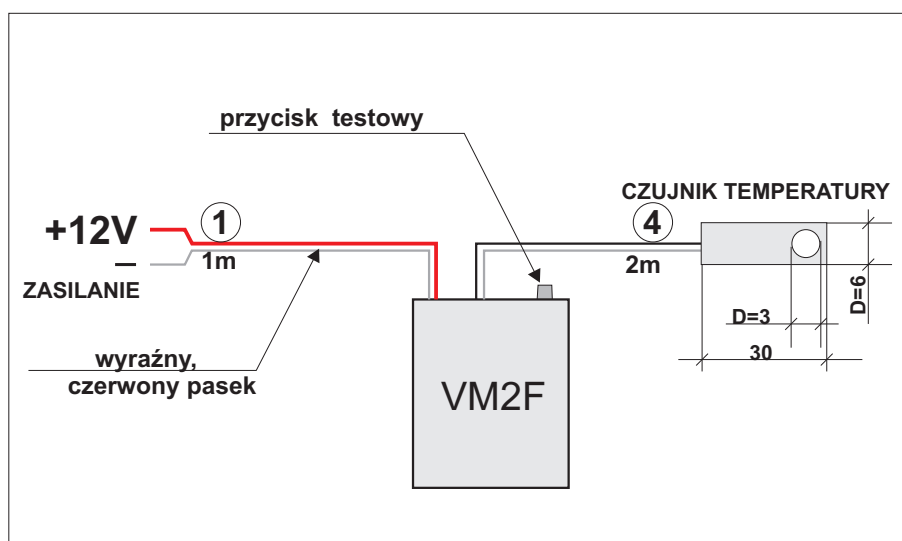 przycisk testowy
CZUJNIK TEMPERATURY
+12V
1
1m
4
2m
–
ZASILANIE
D=6
D=3
30
wyraźny,
czerwony pasek
VM2F